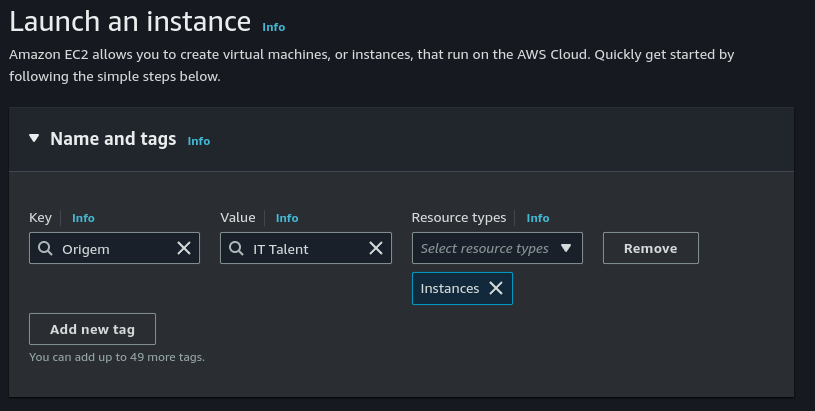 Launch an instance Info
Amazon EC2 allows you to create virtual machines, or instances, that run on the AWS Cloud. Quickly get started by
following the simple steps below.
Name and tags Info
Key Info Value Info Resource types Info
Origem IT Talent Select resource types Remove
Instances
Add new tag
You can add up to 49 more tags.